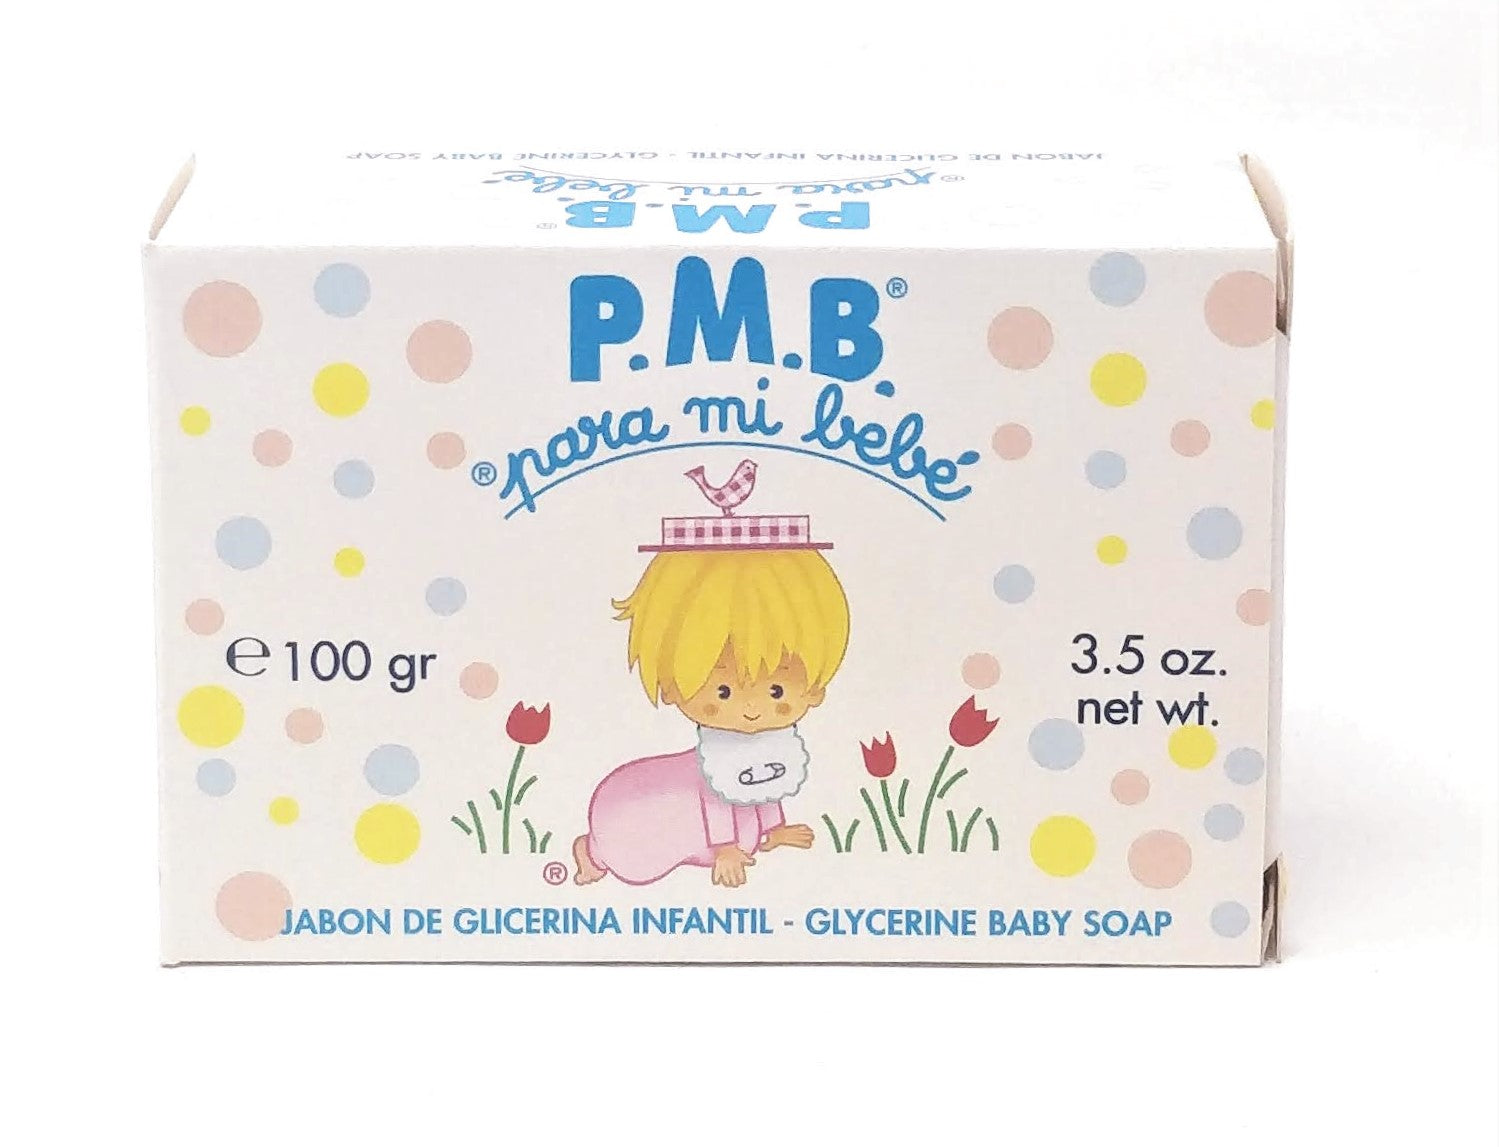 JABON DE GLICERINA INFANTIL - GLYCERINE BABY SOAP
® para mi bebé
P.M.B.®
P.M.B.®
® para mi bebé
℮ 100 gr
3.5 oz.
net wt.
®
JABON DE GLICERINA INFANTIL - GLYCERINE BABY SOAP